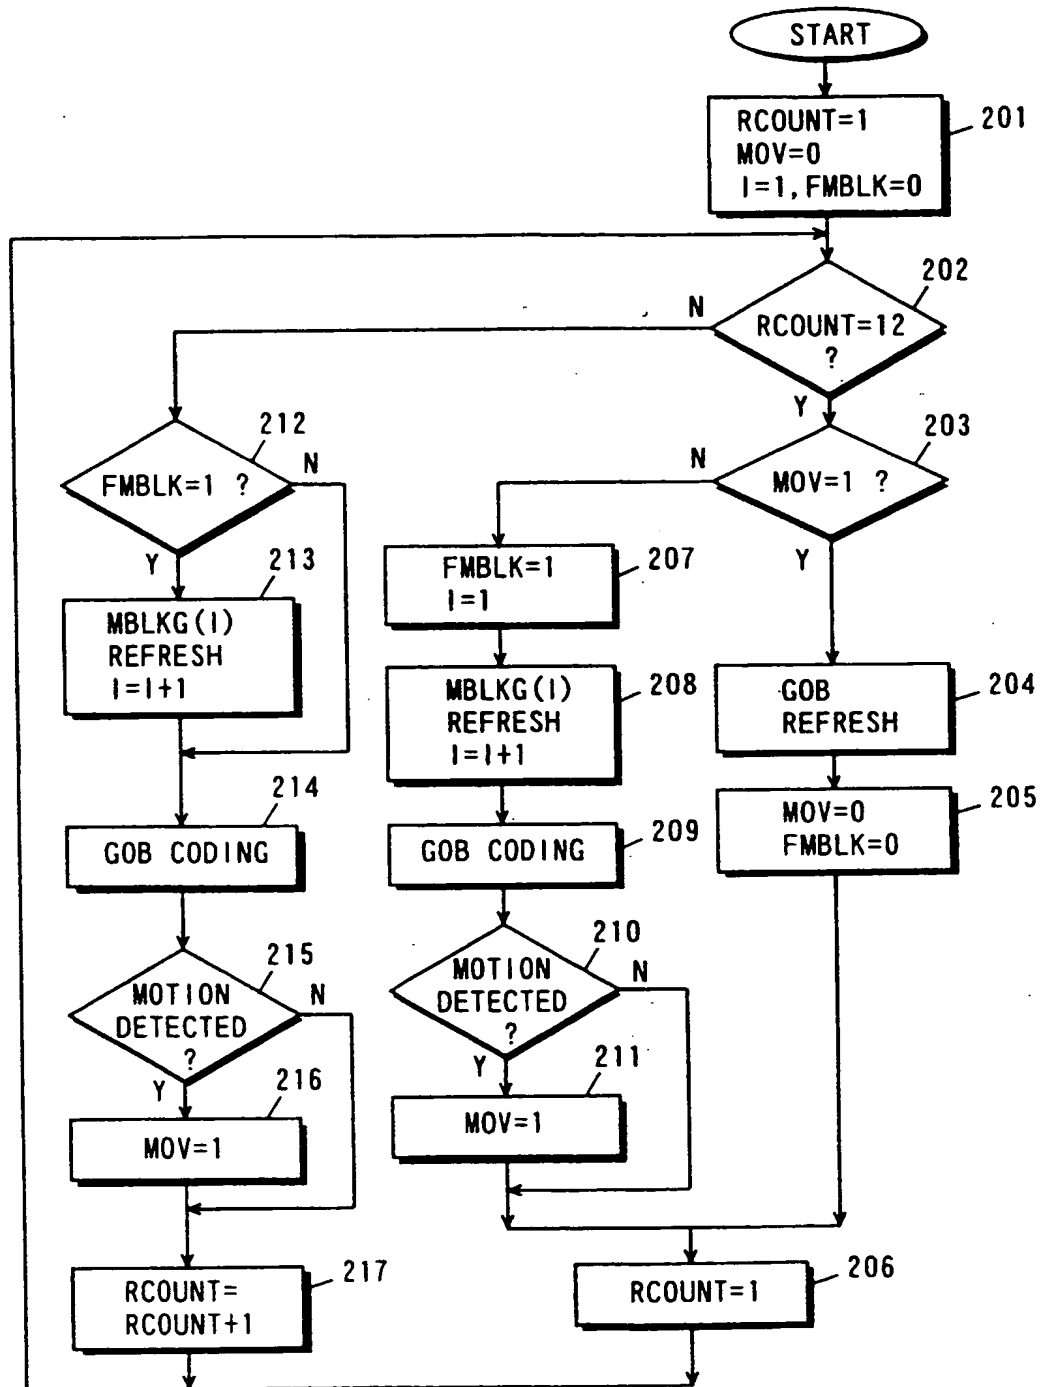 START
RCOUNT=1
MOV=0
I=1, FMBLK=0
201
202
N
RCOUNT=12
?
Y
203
N
MOV=1 ?
Y
212
N
FMBLK=1 ?
Y
213
MBLKG(I)
REFRESH
I=I+1
FMBLK=1
I=1
207
MBLKG(I)
REFRESH
I=I+1
208
GOB
REFRESH
204
MOV=0
FMBLK=0
205
214
GOB CODING
GOB CODING
209
215
MOTION
DETECTED
?
N
Y
216
MOV=1
210
MOTION
DETECTED
?
N
Y
211
MOV=1
RCOUNT=
RCOUNT+1
217
RCOUNT=1
206